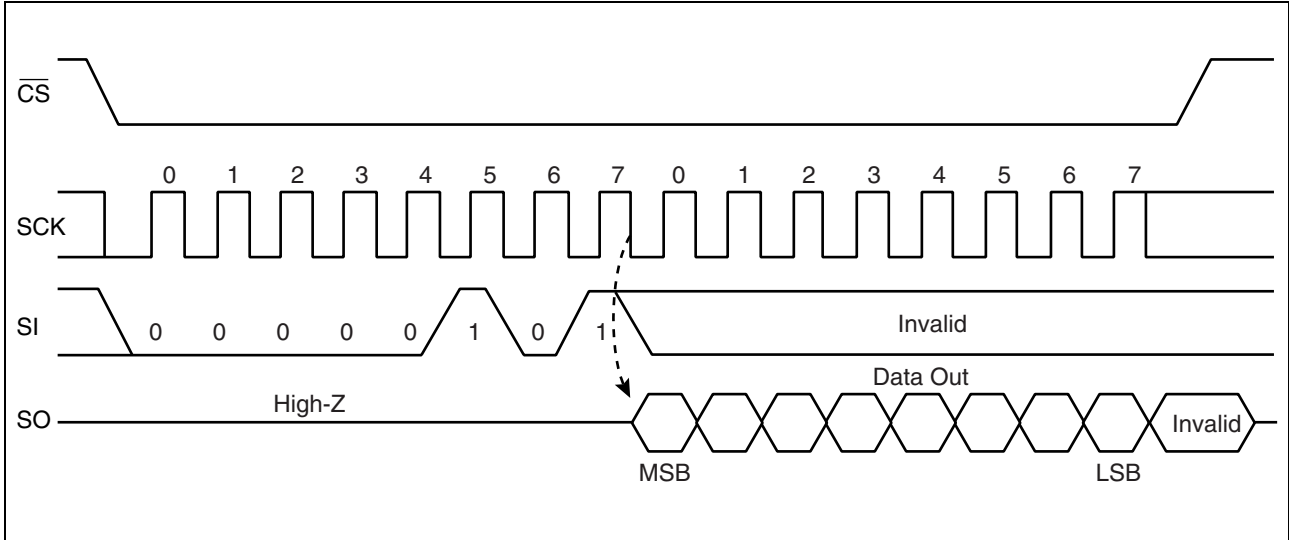 CS
0 1 2 3 4 5 6 7 0 1 2 3 4 5 6 7
SCK
SI
0 0 0 0 0 1 0 1
Invalid
Data Out
High-Z
SO
Invalid
MSB
LSB